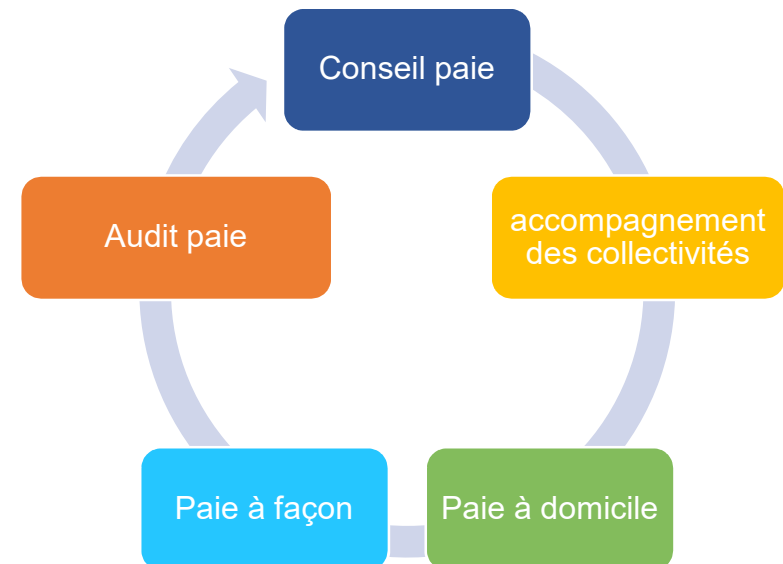 Conseil paie
accompagnement
des collectivités
Paie à domicile
Paie à façon
Audit paie